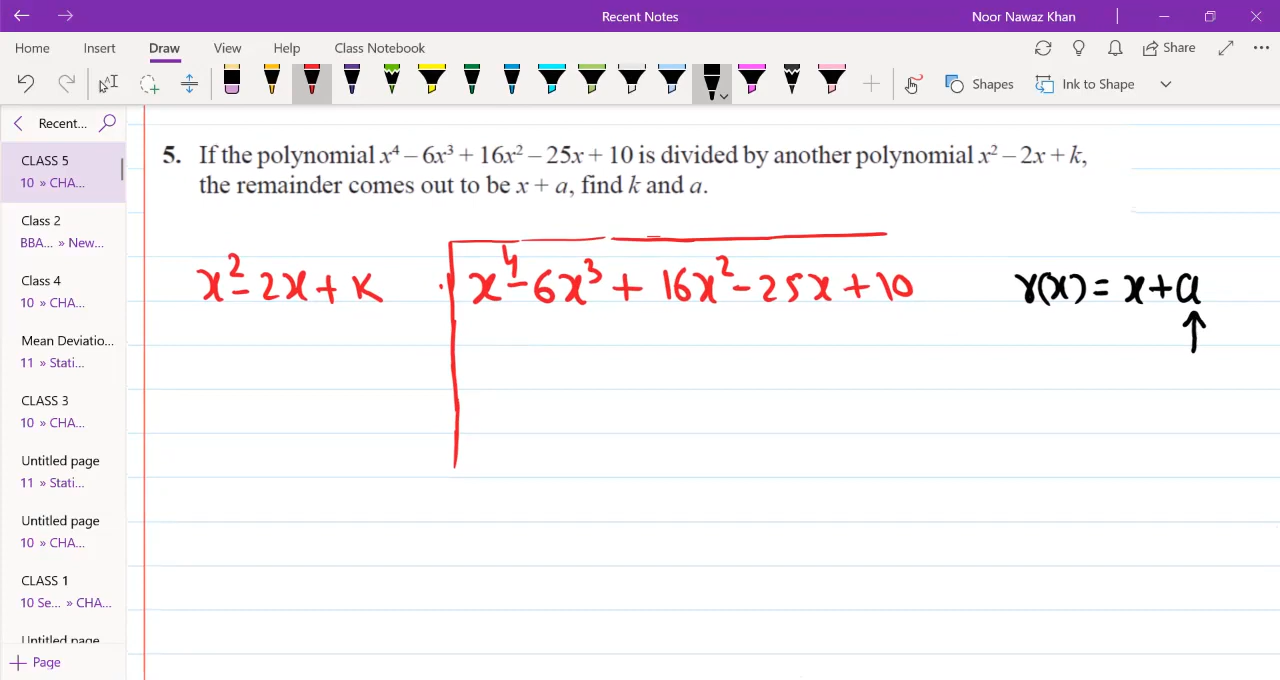 Recent Notes
Noor Nawaz Khan
Home Insert Draw View Help Class Notebook
Share
Shapes
Ink to Shape
Recent...
CLASS 5
10 » CHA...
Class 2
BBA... » New...
Class 4
10 » CHA...
Mean Deviatio...
11 » Stati...
CLASS 3
10 » CHA...
Untitled page
11 » Stati...
Untitled page
10 » CHA...
CLASS 1
10 Se... » CHA...
Untitled page
Page
5. If the polynomial x⁴ – 6x³ + 16x² – 25x + 10 is divided by another polynomial x² – 2x + k,
the remainder comes out to be x + a, find k and a.
x² - 2x + k x⁴ - 6x³ + 16x² - 25x + 10 r(x) = x + a